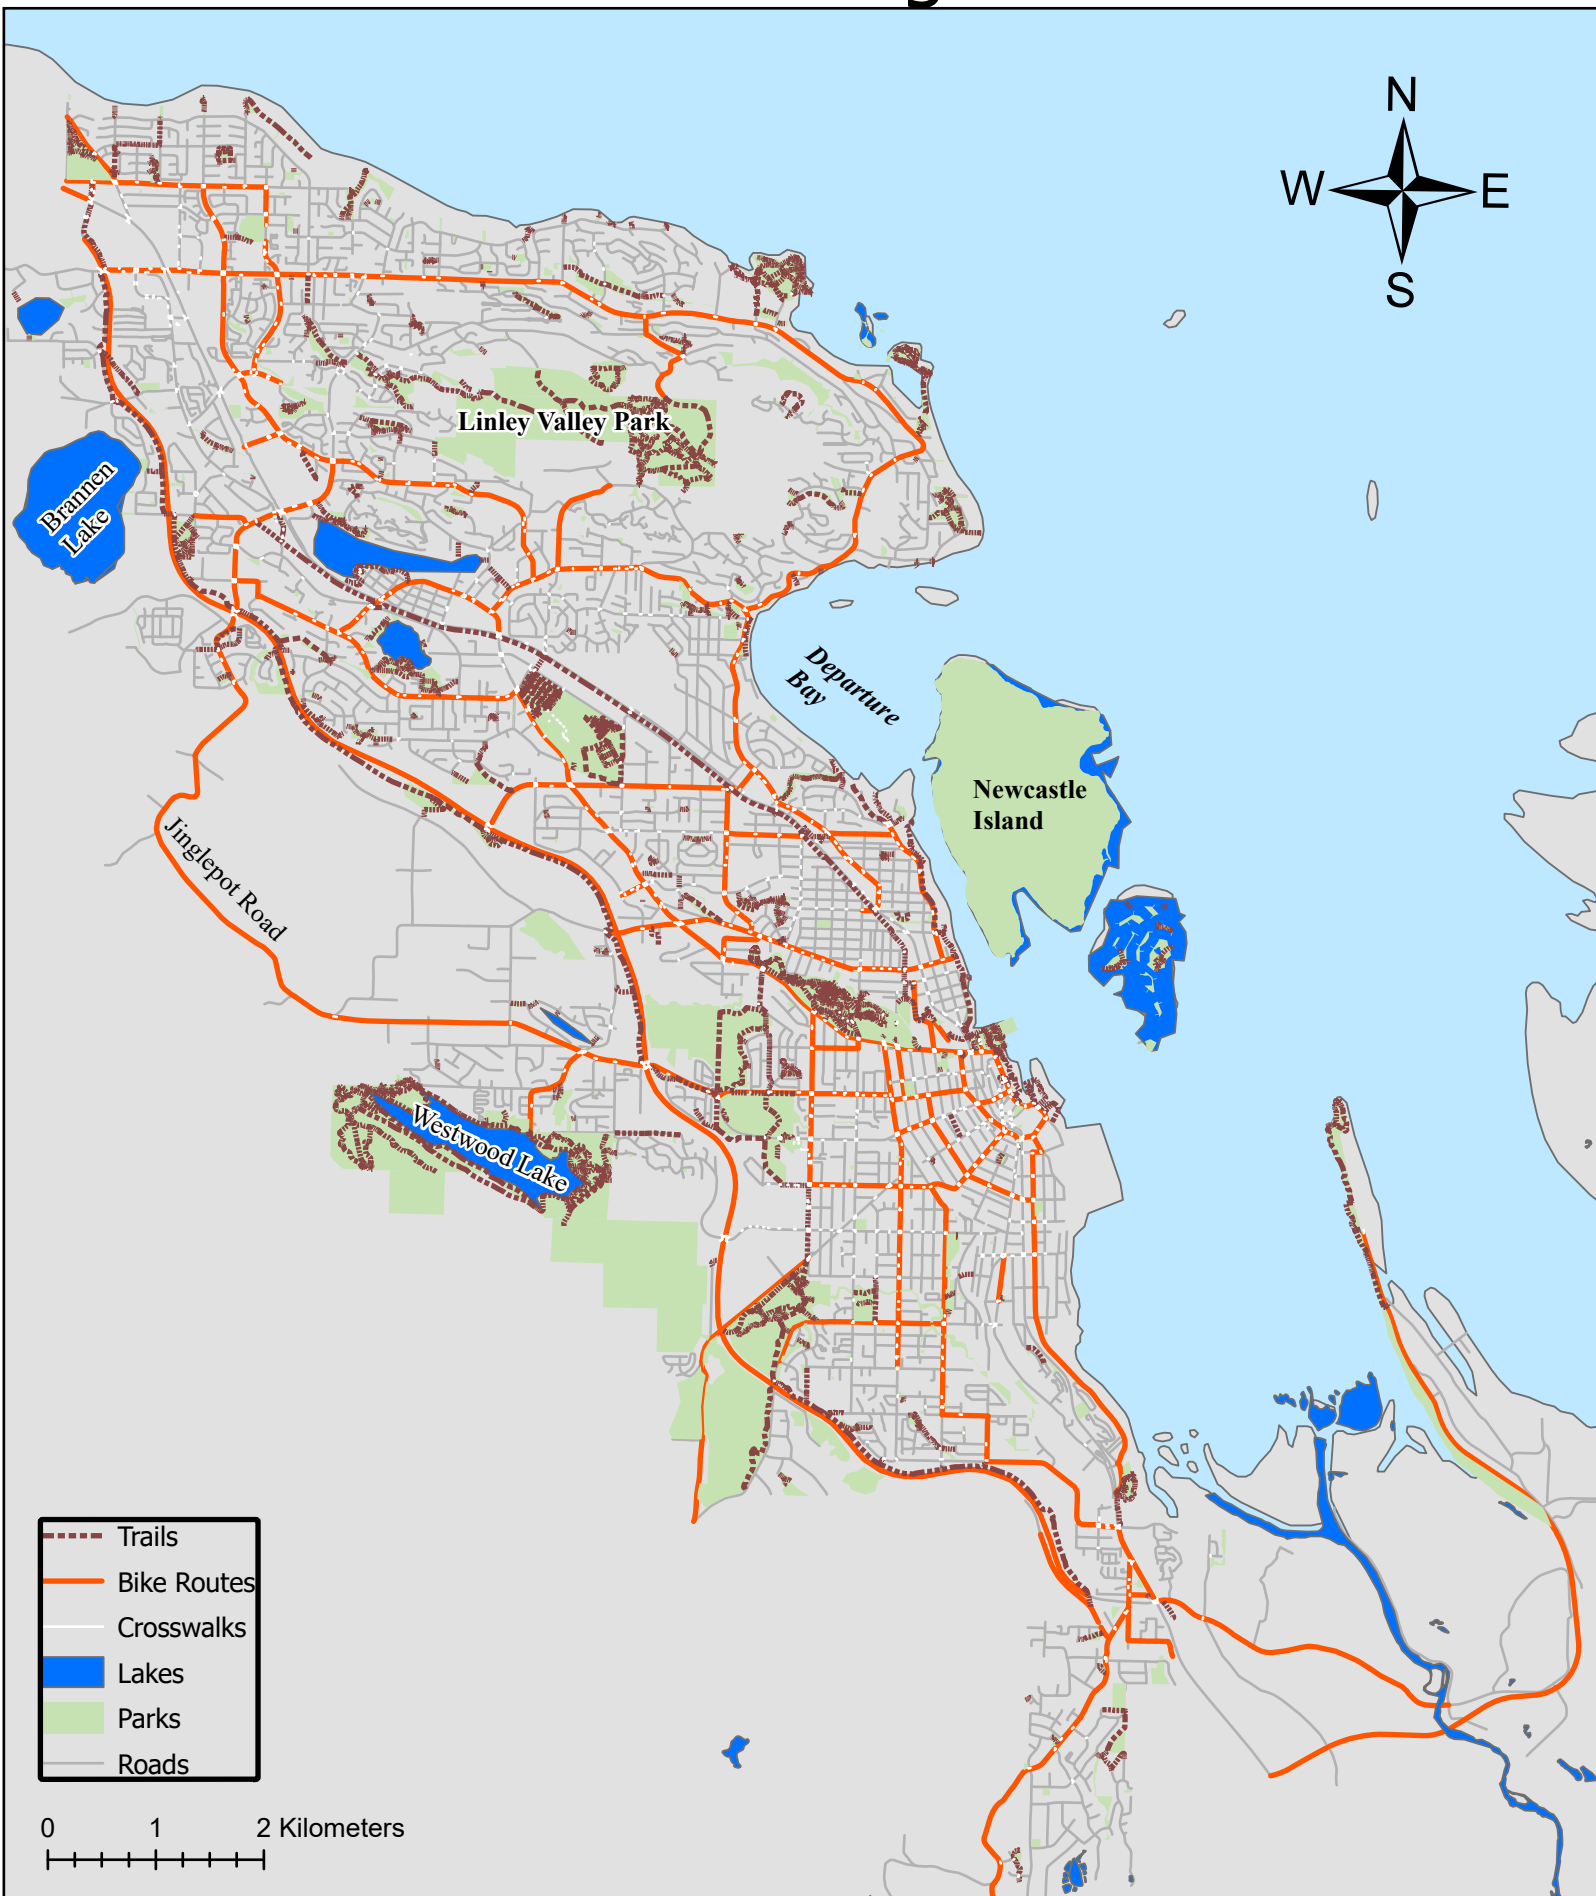 N
W E
S
Linley Valley Park
Brannen
Lake
Departure
Bay
Newcastle
Island
Jinglepot Road
Westwood Lake
Trails
Bike Routes
Crosswalks
Lakes
Parks
Roads
0 1 2 Kilometers